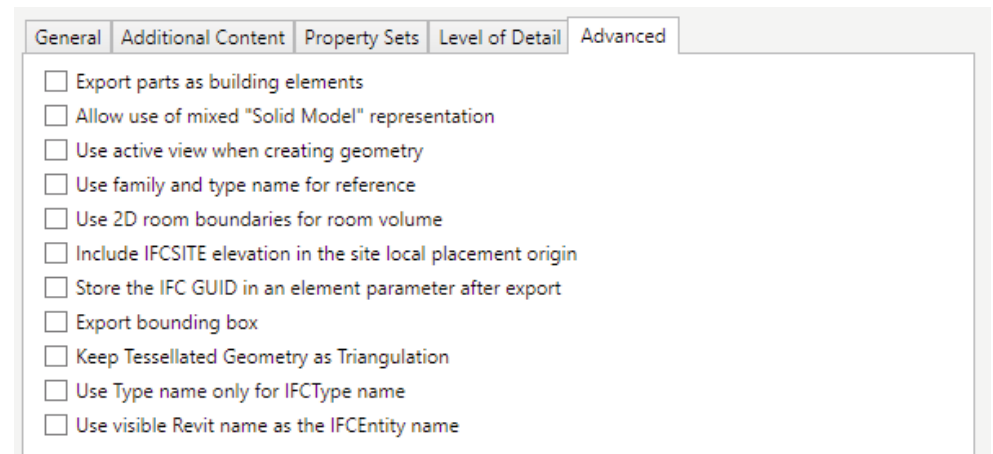 General Additional Content Property Sets Level of Detail Advanced
Export parts as building elements
Allow use of mixed "Solid Model" representation
Use active view when creating geometry
Use family and type name for reference
Use 2D room boundaries for room volume
Include IFCSITE elevation in the site local placement origin
Store the IFC GUID in an element parameter after export
Export bounding box
Keep Tessellated Geometry as Triangulation
Use Type name only for IFCType name
Use visible Revit name as the IFCEntity name